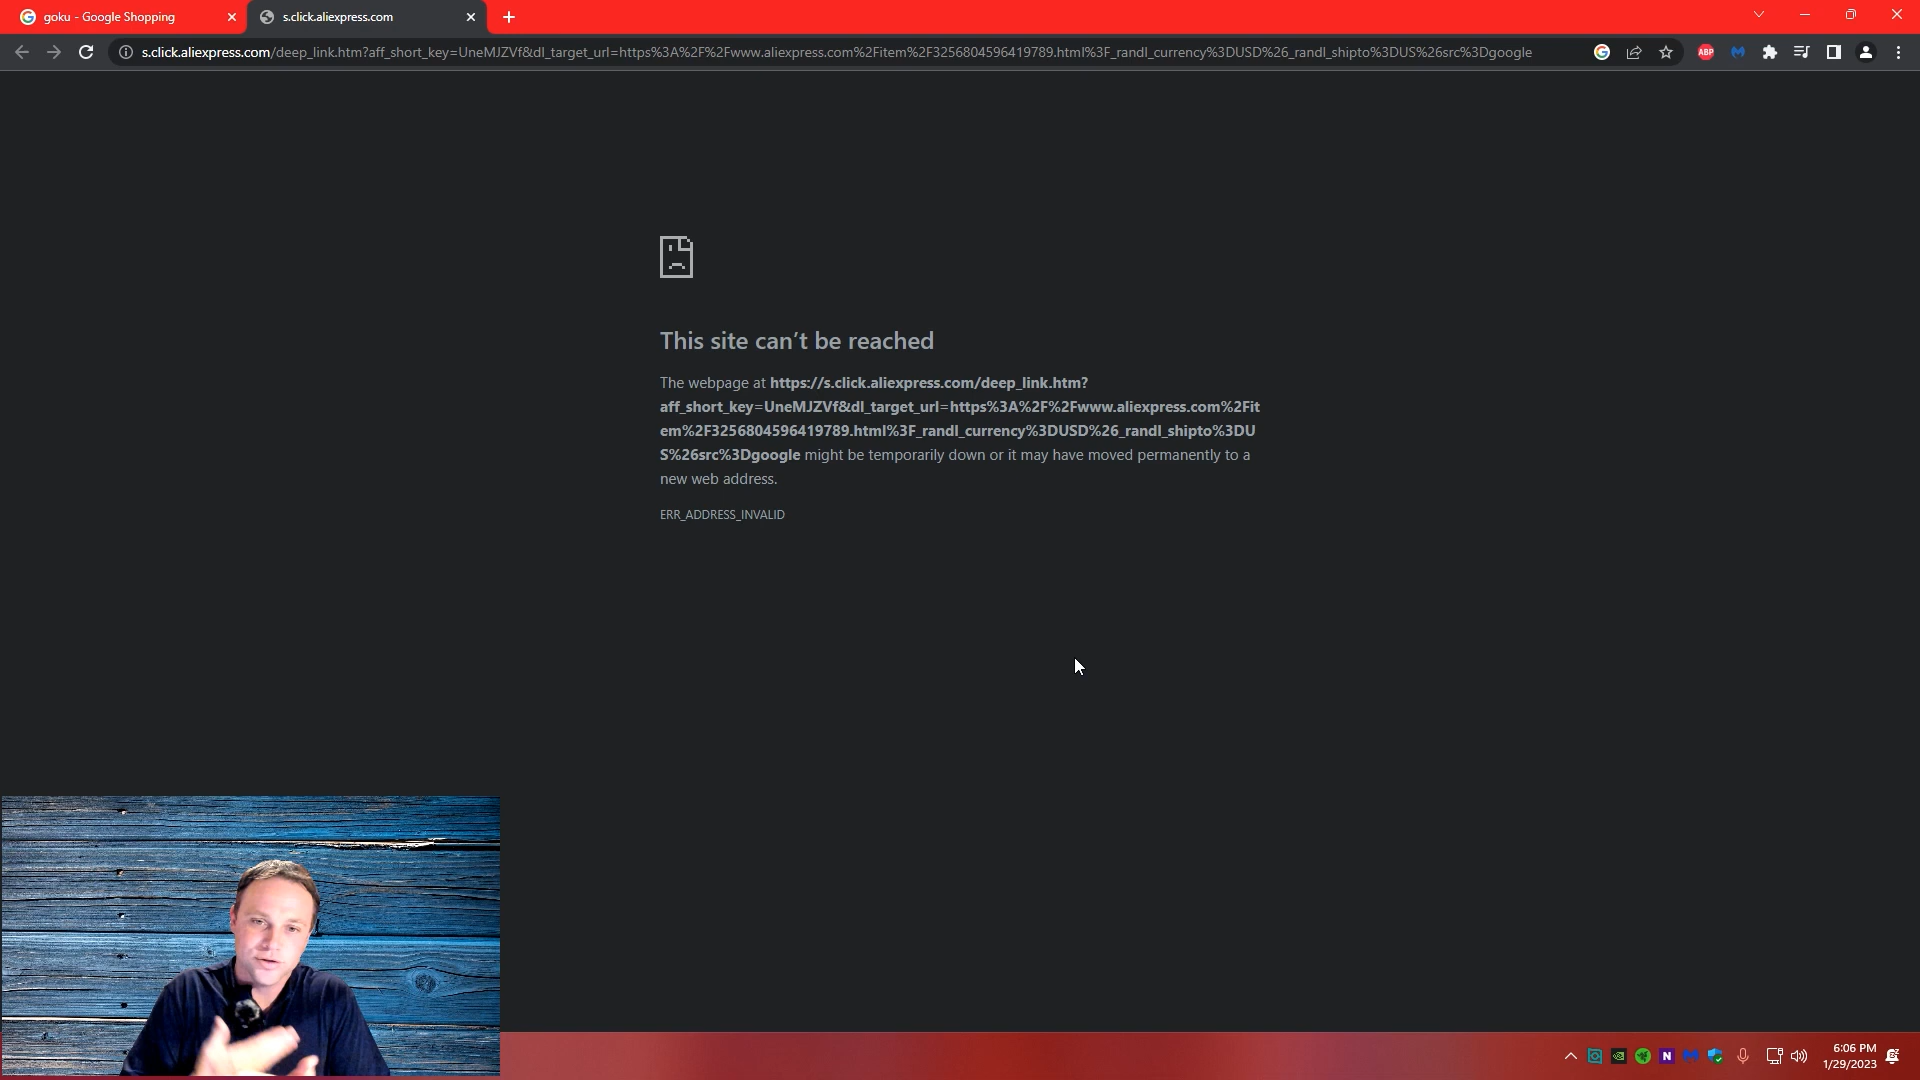 goku - Google Shopping
s.click.aliexpress.com
s.click.aliexpress.com/deep_link.htm?aff_short_key=UneMJZVf&dl_target_url=https%3A%2F%2Fwww.aliexpress.com%2Fitem%2F3256804596419789.html%3F_randl_currency%3DUSD%26_randl_shipto%3DUS%26src%3Dgoogle
ABP
This site can't be reached
The webpage at https://s.click.aliexpress.com/deep_link.htm?
aff_short_key=UneMJZVf&dl_target_url=https%3A%2F%2Fwww.aliexpress.com%2Fit
em%2F3256804596419789.html%3F_randl_currency%3DUSD%26_randl_shipto%3DU
S%26src%3Dgoogle might be temporarily down or it may have moved permanently to a
new web address.
ERR_ADDRESS_INVALID
N
6:06 PM
1/29/2023